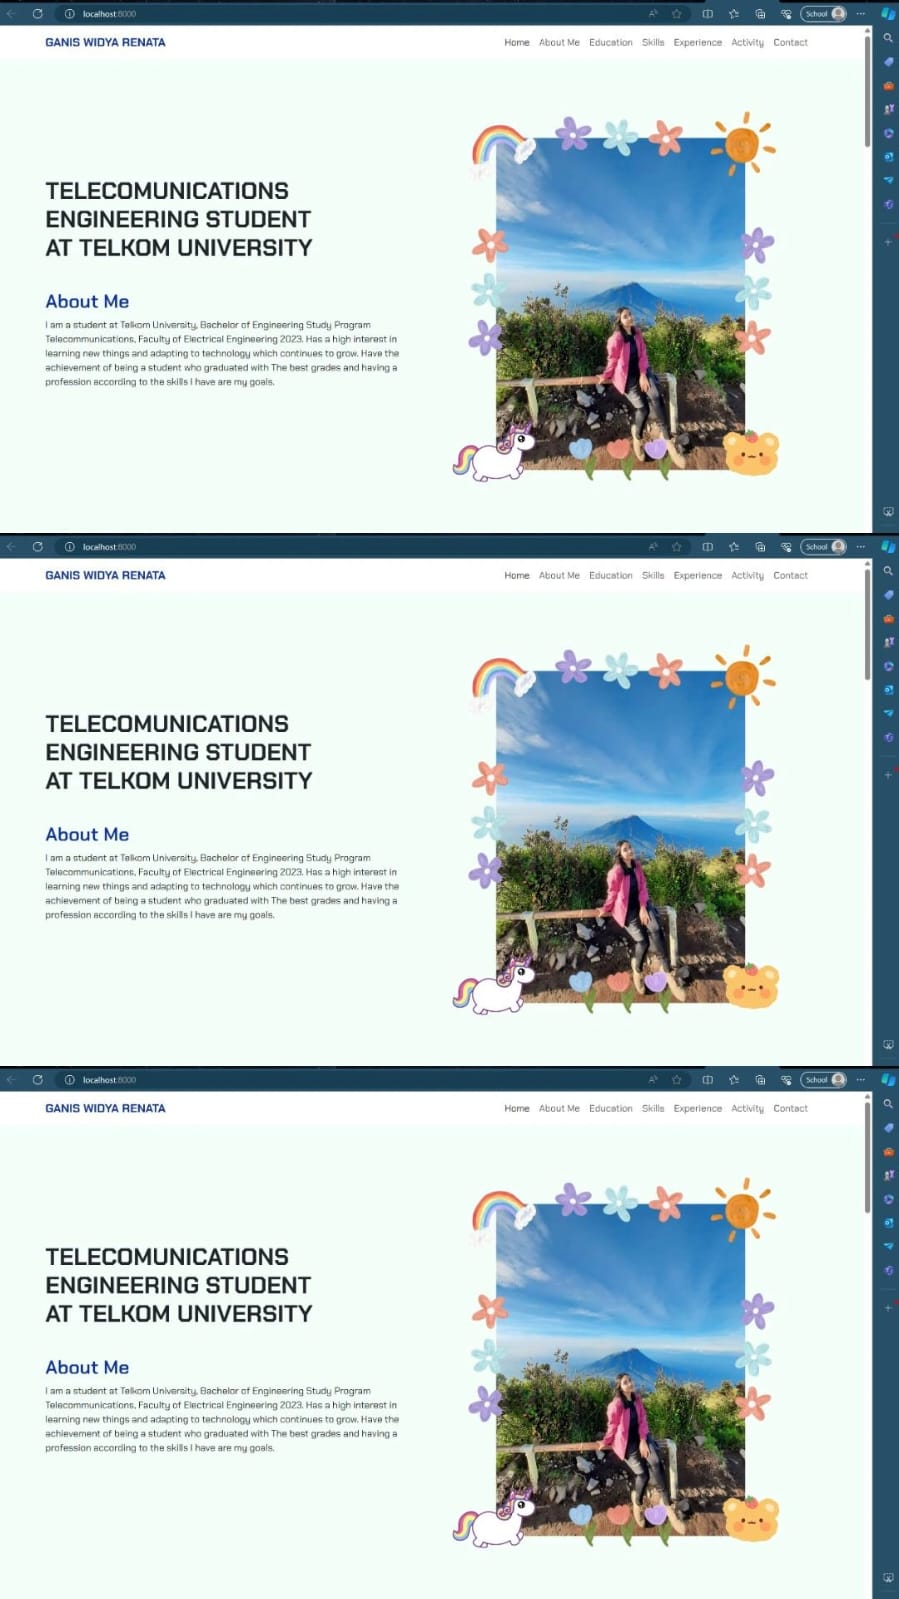 localhost:8000
School
GANIS WIDYA RENATA
Home About Me Education Skills Experience Activity Contact
TELECOMUNICATIONS
ENGINEERING STUDENT
AT TELKOM UNIVERSITY
About Me
I am a student at Telkom University, Bachelor of Engineering Study Program
Telecommunications, Faculty of Electrical Engineering 2023. Has a high interest in
learning new things and adapting to technology which continues to grow. Have the
achievement of being a student who graduated with The best grades and having a
profession according to the skills I have are my goals.
localhost:8000
School
GANIS WIDYA RENATA
Home About Me Education Skills Experience Activity Contact
TELECOMUNICATIONS
ENGINEERING STUDENT
AT TELKOM UNIVERSITY
About Me
I am a student at Telkom University, Bachelor of Engineering Study Program
Telecommunications, Faculty of Electrical Engineering 2023. Has a high interest in
learning new things and adapting to technology which continues to grow. Have the
achievement of being a student who graduated with The best grades and having a
profession according to the skills I have are my goals.
localhost:8000
School
GANIS WIDYA RENATA
Home About Me Education Skills Experience Activity Contact
TELECOMUNICATIONS
ENGINEERING STUDENT
AT TELKOM UNIVERSITY
About Me
I am a student at Telkom University, Bachelor of Engineering Study Program
Telecommunications, Faculty of Electrical Engineering 2023. Has a high interest in
learning new things and adapting to technology which continues to grow. Have the
achievement of being a student who graduated with The best grades and having a
profession according to the skills I have are my goals.